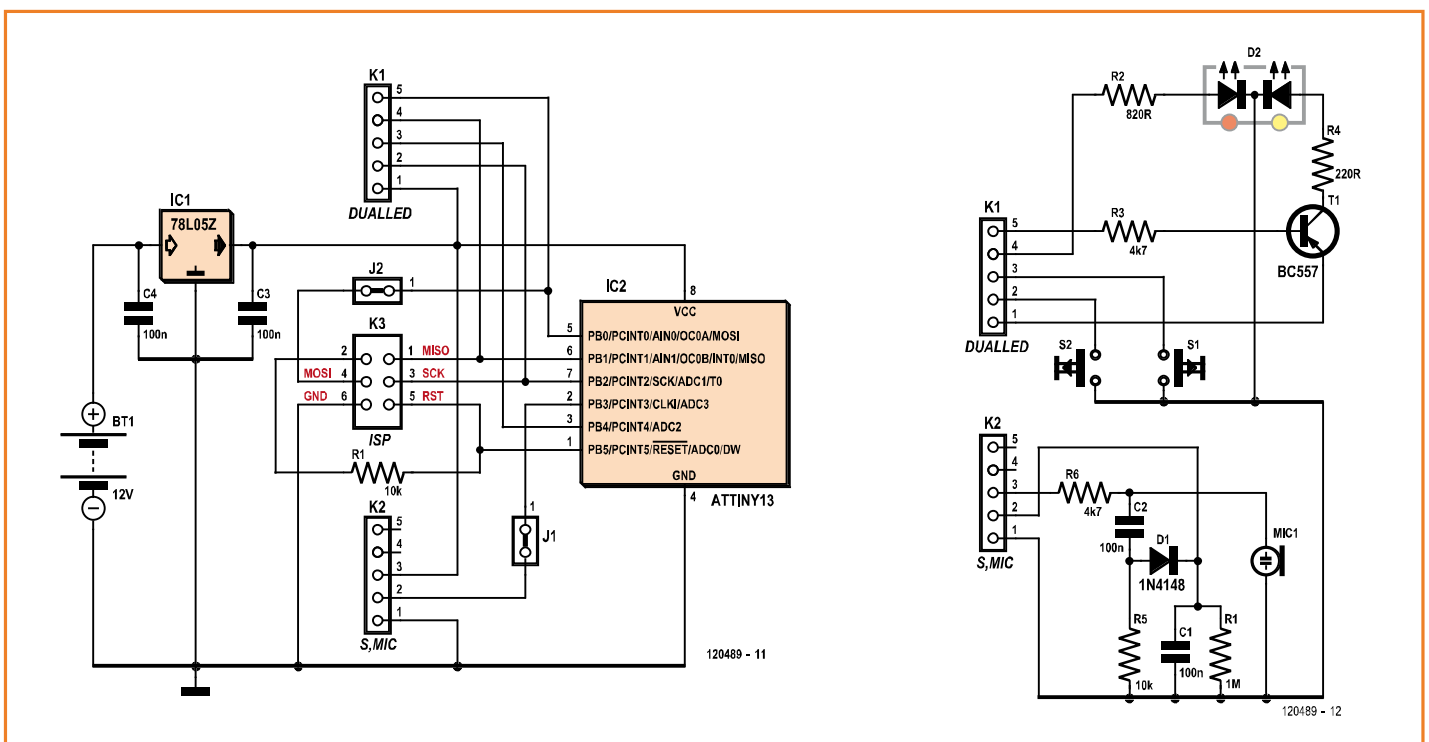 K1
5
4
3
2
1
DUALLED
IC1
78L05Z
C4
100n
C3
100n
J2
1
K3
2
1
MISO
MOSI
4
3
SCK
GND
6
5
RST
ISP
R1
10k
BT1
12V
IC2
8
VCC
5 PB0/PCINT0/AIN0/OC0A/MOSI
6 PB1/PCINT1/AIN1/OC0B/INT0/MISO
7 PB2/PCINT2/SCK/ADC1/T0
2 PB3/PCINT3/CLKI/ADC3
3 PB4/PCINT4/ADC2
1 PB5/PCINT5/RESET/ADC0/DW
GND
4
ATTINY13
K2
5
4
3
2
1
S,MIC
1
J1
120489 - 11
D2
R2
820R
R4
220R
T1
BC557
R3
4k7
K1
5
4
3
2
1
DUALLED
S2
S1
K2
5
4
3
2
1
S,MIC
R6
4k7
C2
100n
D1
1N4148
MIC1
R5
10k
C1
100n
R1
1M
120489 - 12